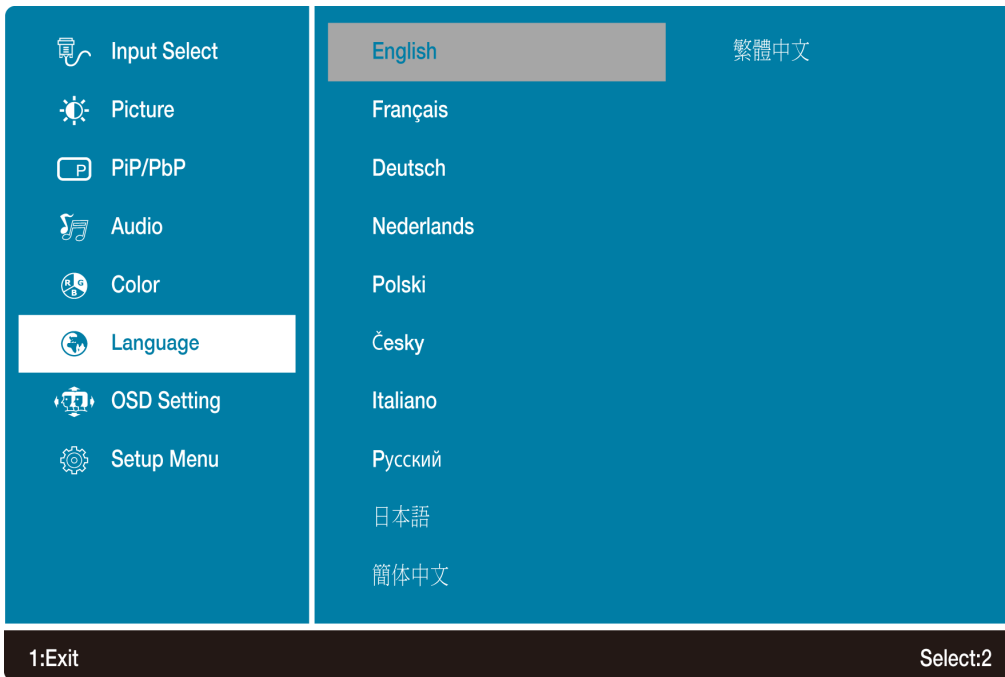 Input Select
Picture
PiP/PbP
Audio
Color
Language
OSD Setting
Setup Menu
English
Français
Deutsch
Nederlands
Polski
Česky
Italiano
Русский
日本語
簡体中文
繁體中文
1:Exit
Select:2